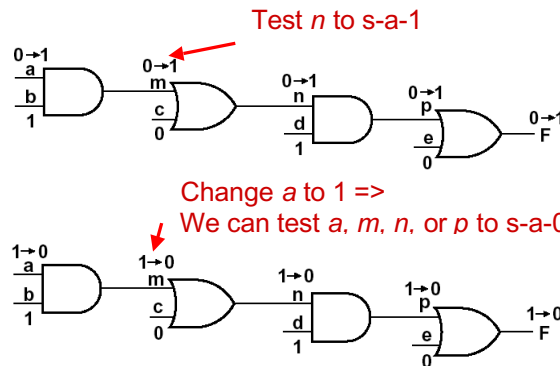 Test n to s-a-1
0→1 0→1 0→1 0→1 0→1
a m n p F
b c d e
1 0 1 0
Change a to 1 =>
We can test a, m, n, or p to s-a-0
1→0 1→0 1→0 1→0 1→0
a m n p F
b c d e
1 0 1 0